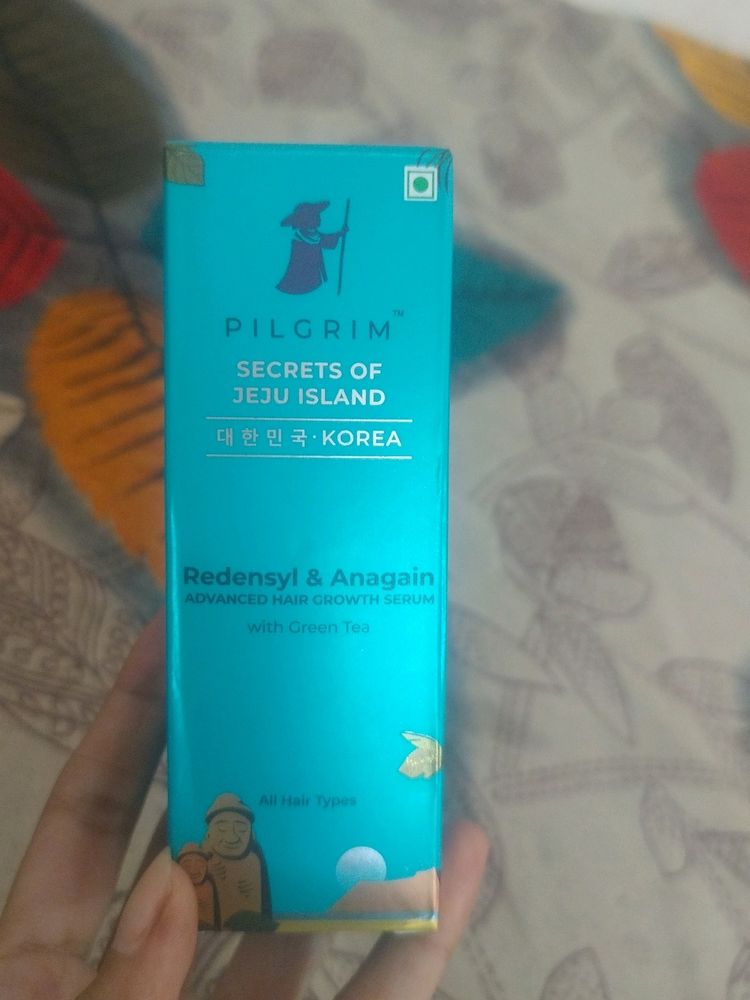 PILGRIM™
SECRETS OF
JEJU ISLAND
대한민국·KOREA
Redensyl & Anagain
ADVANCED HAIR GROWTH SERUM
with Green Tea
All Hair Types